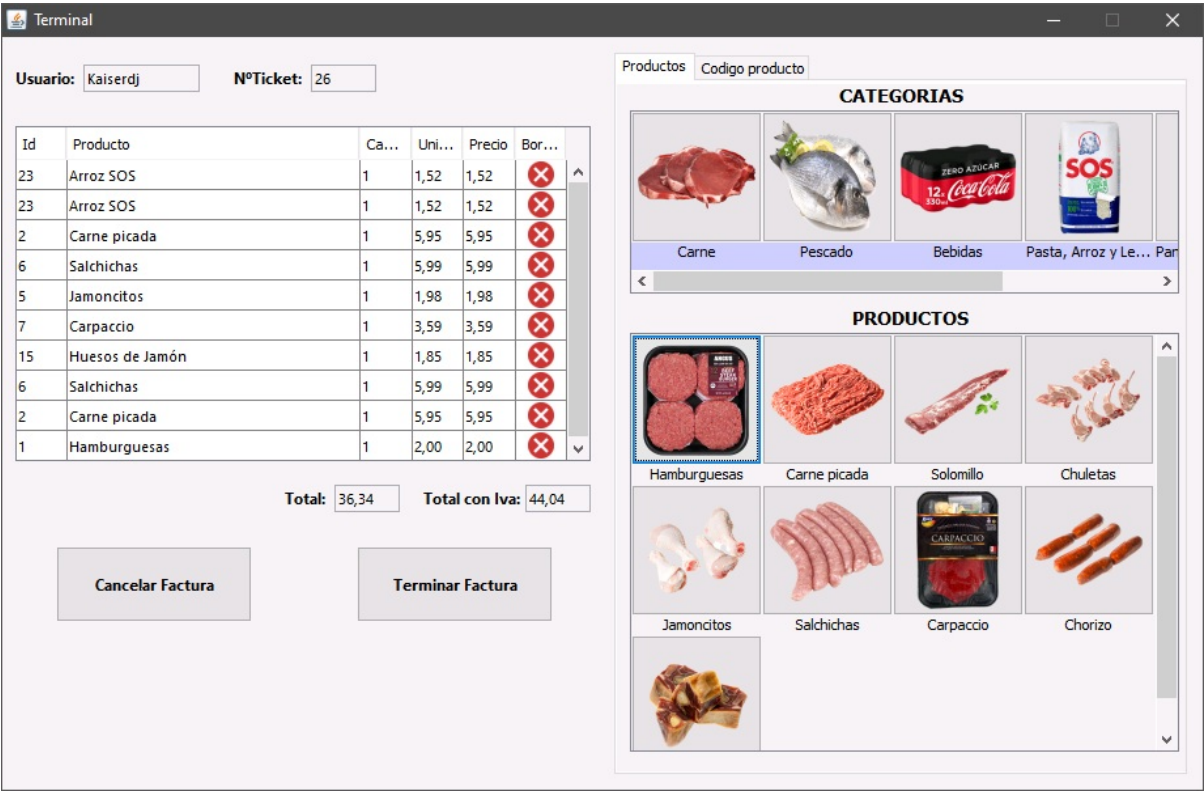 Terminal
Usuario: Kaiserdj NºTicket: 26
Id Producto Ca... Uni... Precio Bor...
23 Arroz SOS 1 1,52 1,52
23 Arroz SOS 1 1,52 1,52
2 Carne picada 1 5,95 5,95
6 Salchichas 1 5,99 5,99
5 Jamoncitos 1 1,98 1,98
7 Carpaccio 1 3,59 3,59
15 Huesos de Jamón 1 1,85 1,85
6 Salchichas 1 5,99 5,99
2 Carne picada 1 5,95 5,95
1 Hamburguesas 1 2,00 2,00
Total: 36,34 Total con Iva: 44,04
Cancelar Factura Terminar Factura
Productos Codigo producto
CATEGORIAS
ZERO AZÚCAR
12x Coca-Cola
330ml
SOS
Carne Pescado Bebidas Pasta, Arroz y Le... Pan
PRODUCTOS
Hamburguesas Carne picada Solomillo Chuletas
CARPACCIO
Jamoncitos Salchichas Carpaccio Chorizo